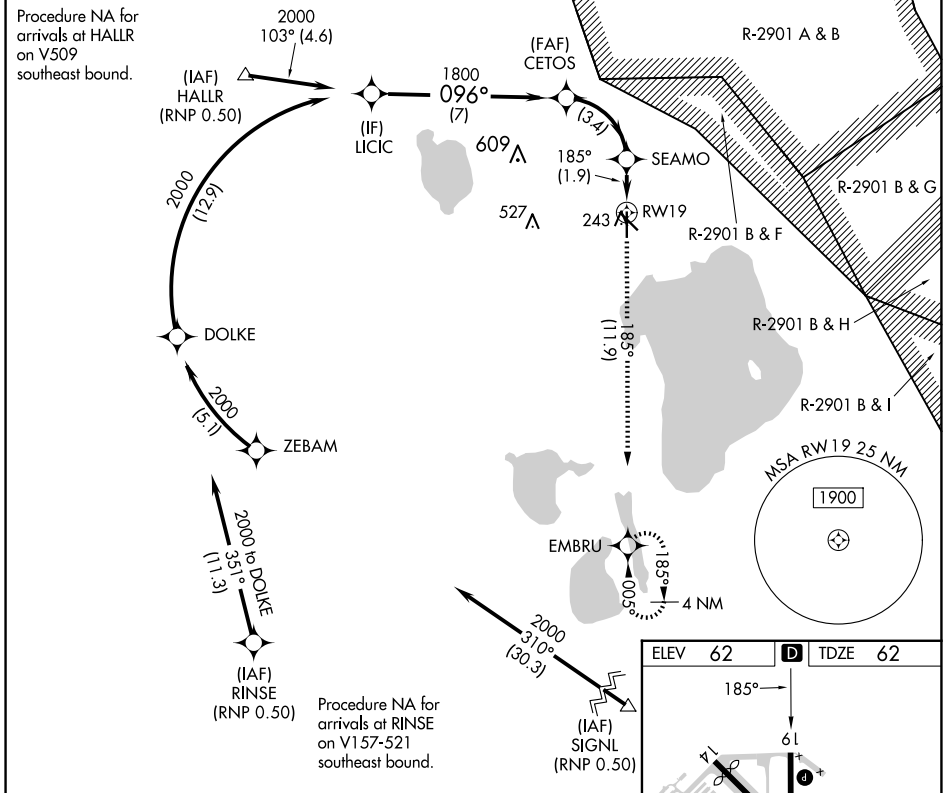 Procedure NA for
arrivals at HALLR
on V509
southeast bound.
2000
103° (4.6)
(IAF)
HALLR
(RNP 0.50)
(IF)
LICIC
1800
096°
(7)
(FAF)
CETOS
(3.4)
SEAMO
185°
(1.9)
609
527
243
RW19
R-2901 A & B
R-2901 B & G
R-2901 B & F
R-2901 B & H
R-2901 B & I
2000
(12.9)
DOLKE
2000
(5.1)
ZEBAM
185°
(11.9)
MSA RW19 25 NM
1900
2000 to DOLKE
351°
(11.3)
(IAF)
RINSE
(RNP 0.50)
EMBRU
185°
005°
4 NM
2000
310°
(30.3)
(IAF)
SIGNL
(RNP 0.50)
Procedure NA for
arrivals at RINSE
on V157-521
southeast bound.
ELEV 62 D TDZE 62
185°
19
14
P